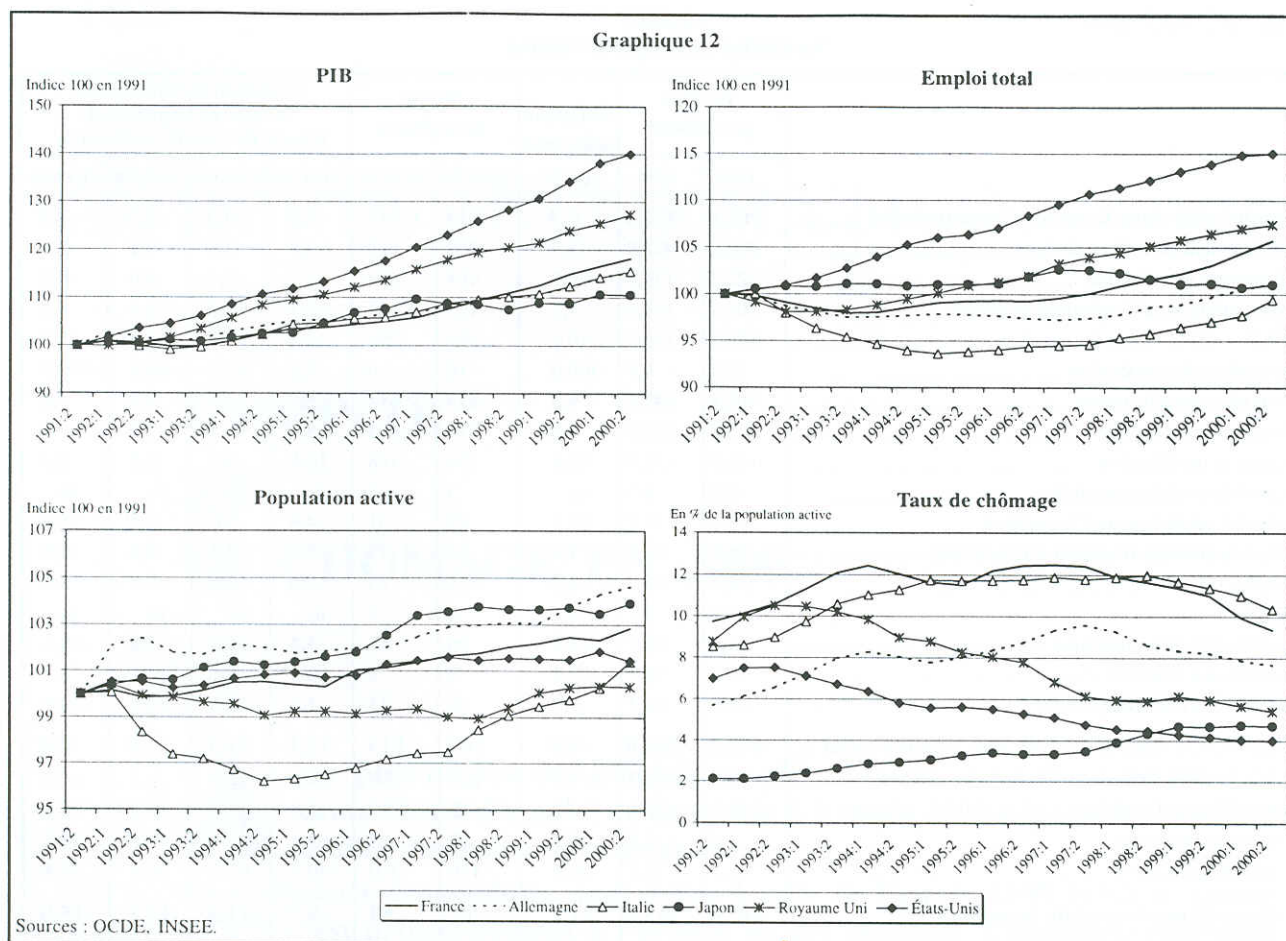 Graphique 12
PIB
Indice 100 en 1991
150
140
130
120
110
100
90
1991:2 1992:1 1992:2 1993:1 1993:2 1994:1 1994:2 1995:1 1995:2 1996:1 1996:2 1997:1 1997:2 1998:1 1998:2 1999:1 1999:2 2000:1 2000:2
Emploi total
Indice 100 en 1991
120
115
110
105
100
95
90
1991:2 1992:1 1992:2 1993:1 1993:2 1994:1 1994:2 1995:1 1995:2 1996:1 1996:2 1997:1 1997:2 1998:1 1998:2 1999:1 1999:2 2000:1 2000:2
Population active
Indice 100 en 1991
107
105
103
101
99
97
95
1991:2 1992:1 1992:2 1993:1 1993:2 1994:1 1994:2 1995:1 1995:2 1996:1 1996:2 1997:1 1997:2 1998:1 1998:2 1999:1 1999:2 2000:1 2000:2
Taux de chômage
En % de la population active
14
12
10
8
6
4
2
0
1991:2 1992:1 1992:2 1993:1 1993:2 1994:1 1994:2 1995:1 1995:2 1996:1 1996:2 1997:1 1997:2 1998:1 1998:2 1999:1 1999:2 2000:1 2000:2
France Allemagne Italie Japon Royaume Uni États-Unis
Sources : OCDE, INSEE.